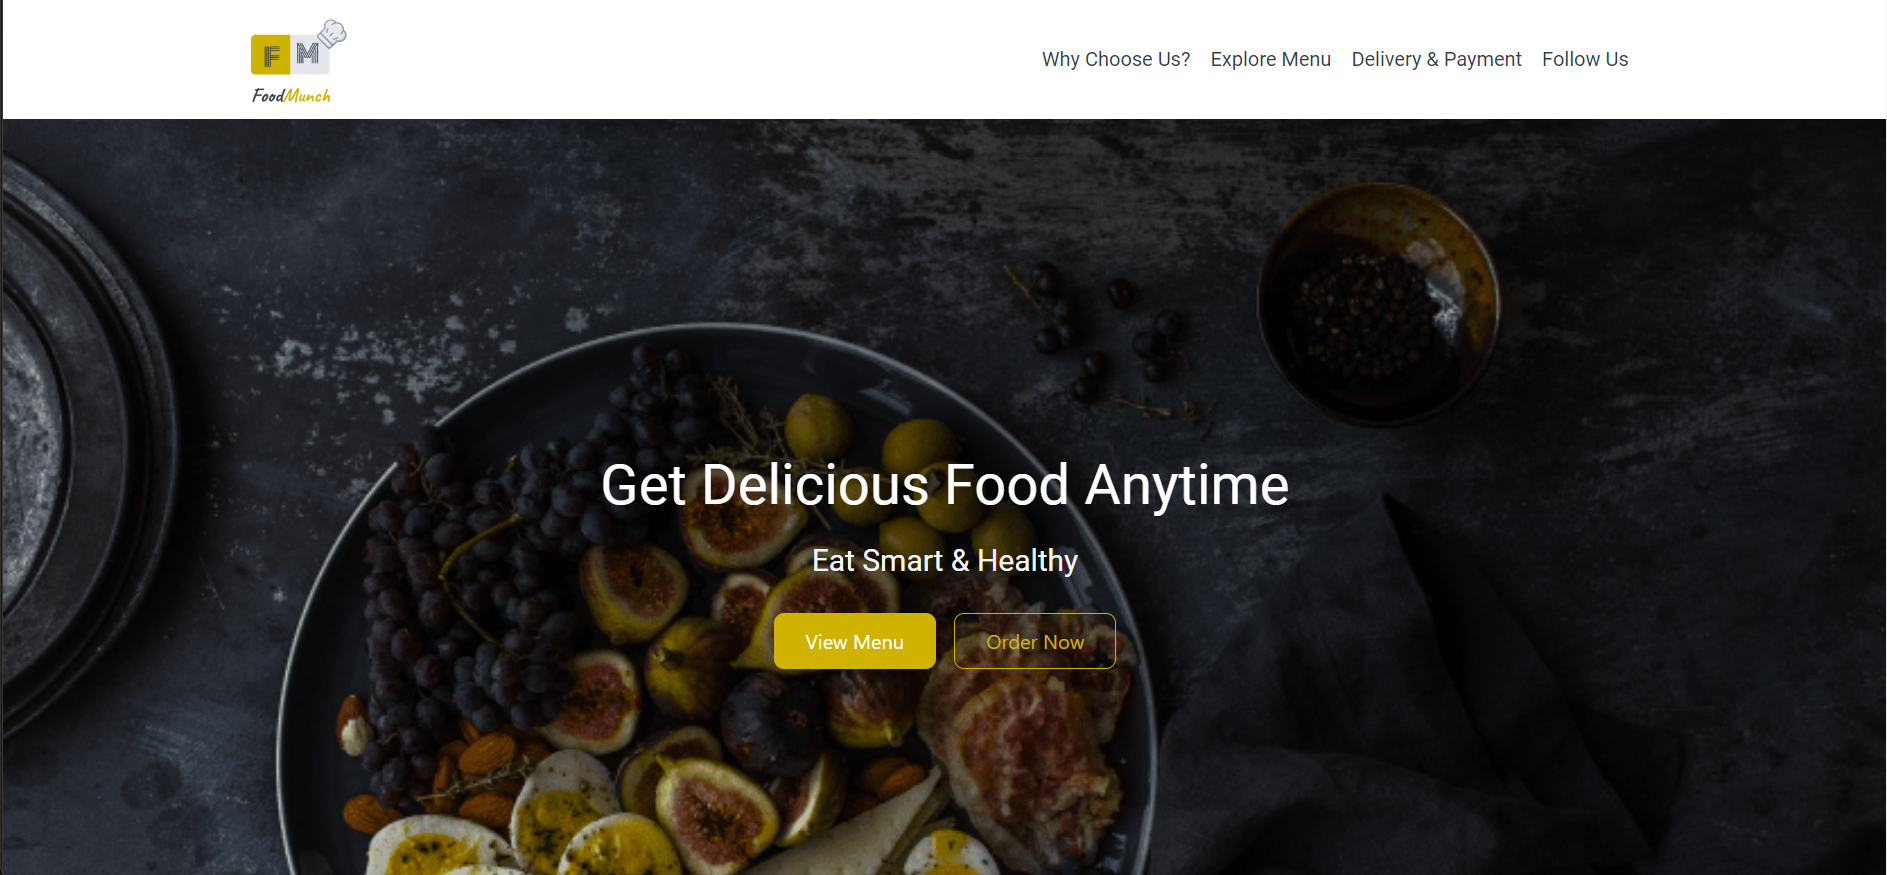 F M
FoodMunch
Why Choose Us? Explore Menu Delivery & Payment Follow Us
Get Delicious Food Anytime
Eat Smart & Healthy
View Menu Order Now